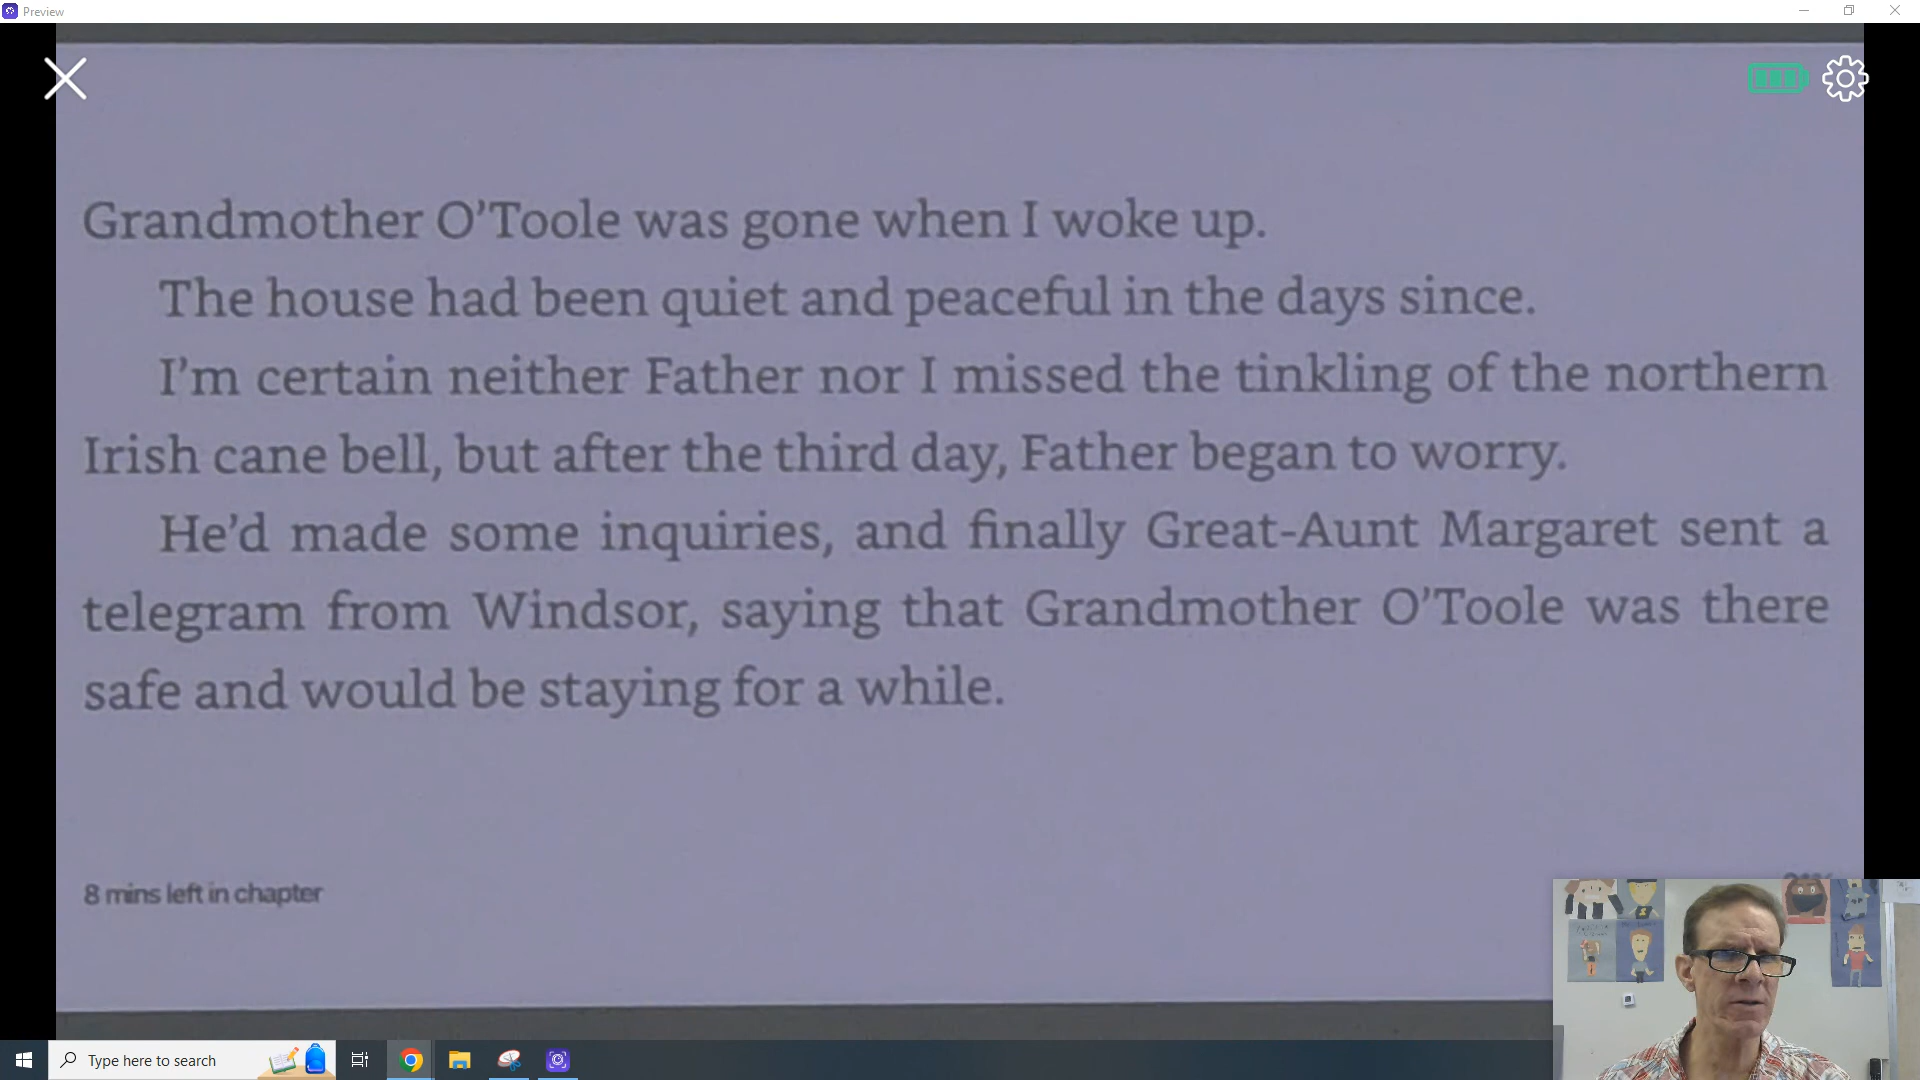 Preview
Grandmother O'Toole was gone when I woke up.
The house had been quiet and peaceful in the days since.
I'm certain neither Father nor I missed the tinkling of the northern
Irish cane bell, but after the third day, Father began to worry.
He'd made some inquiries, and finally Great-Aunt Margaret sent a
telegram from Windsor, saying that Grandmother O'Toole was there
safe and would be staying for a while.
8 mins left in chapter
Type here to search